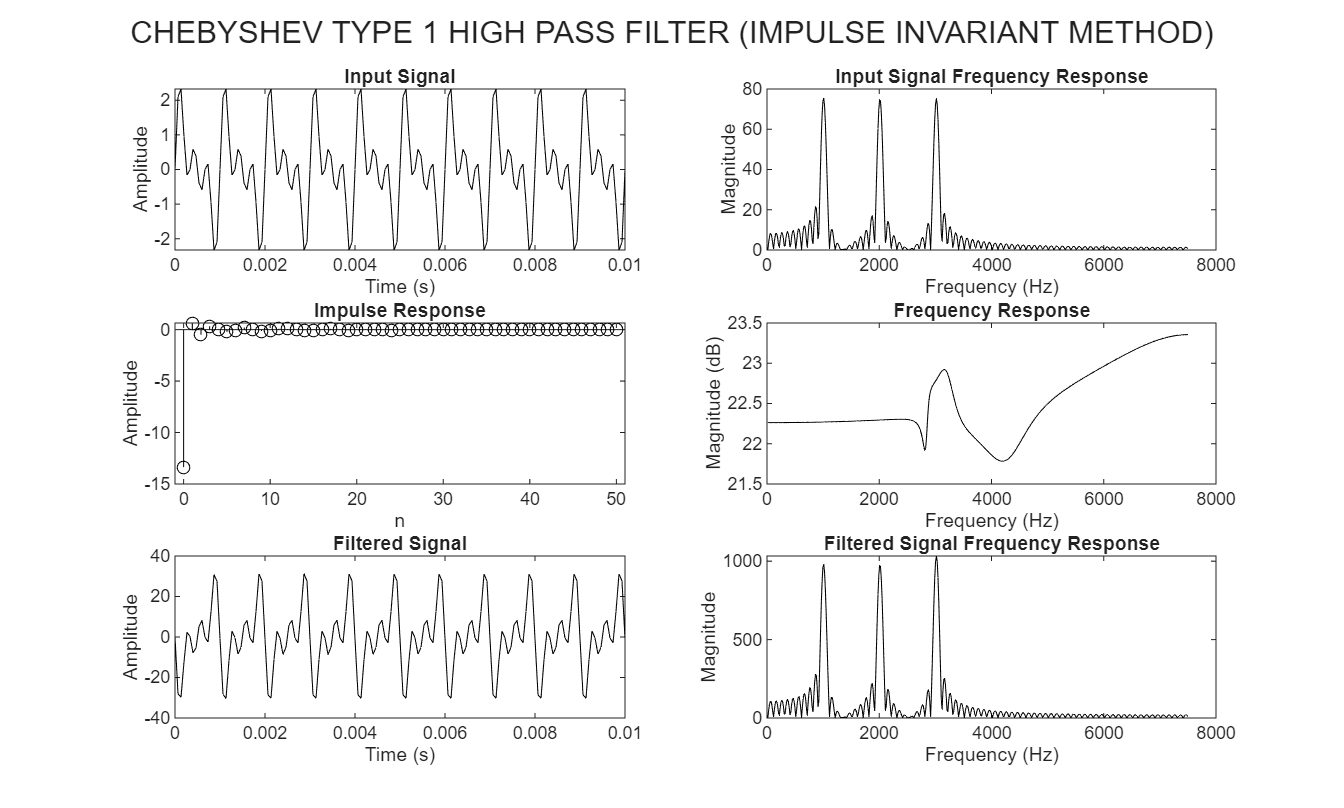 CHEBYSHEV TYPE 1 HIGH PASS FILTER (IMPULSE INVARIANT METHOD)
Input Signal
2
1
0
-1
-2
Amplitude
0 0.002 0.004 0.006 0.008 0.01
Time (s)
Input Signal Frequency Response
80
60
40
20
0
Magnitude
0 2000 4000 6000 8000
Frequency (Hz)
Impulse Response
0
-5
-10
-15
Amplitude
0 10 20 30 40 50
n
Frequency Response
23.5
23
22.5
22
21.5
Magnitude (dB)
0 2000 4000 6000 8000
Frequency (Hz)
Filtered Signal
40
20
0
-20
-40
Amplitude
0 0.002 0.004 0.006 0.008 0.01
Time (s)
Filtered Signal Frequency Response
1000
500
0
Magnitude
0 2000 4000 6000 8000
Frequency (Hz)